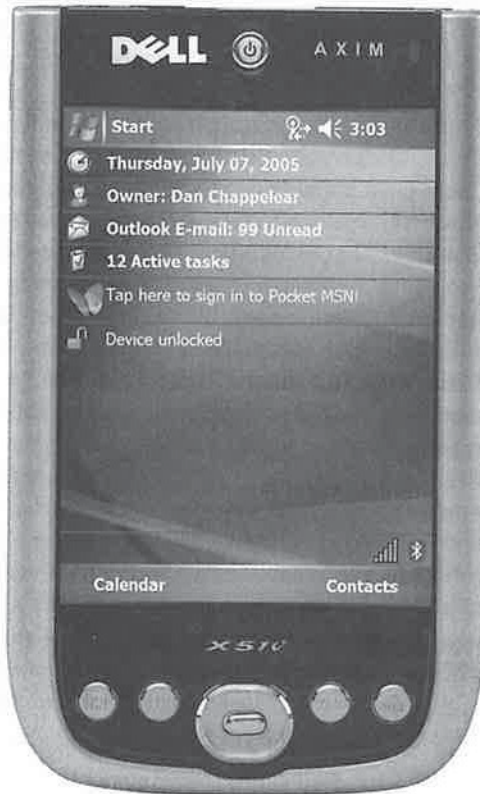 DELL AXIM
Start 3:03
Thursday, July 07, 2005
Owner: Dan Chappelear
Outlook E-mail: 99 Unread
12 Active tasks
Tap here to sign in to Pocket MSN!
Device unlocked
Calendar Contacts